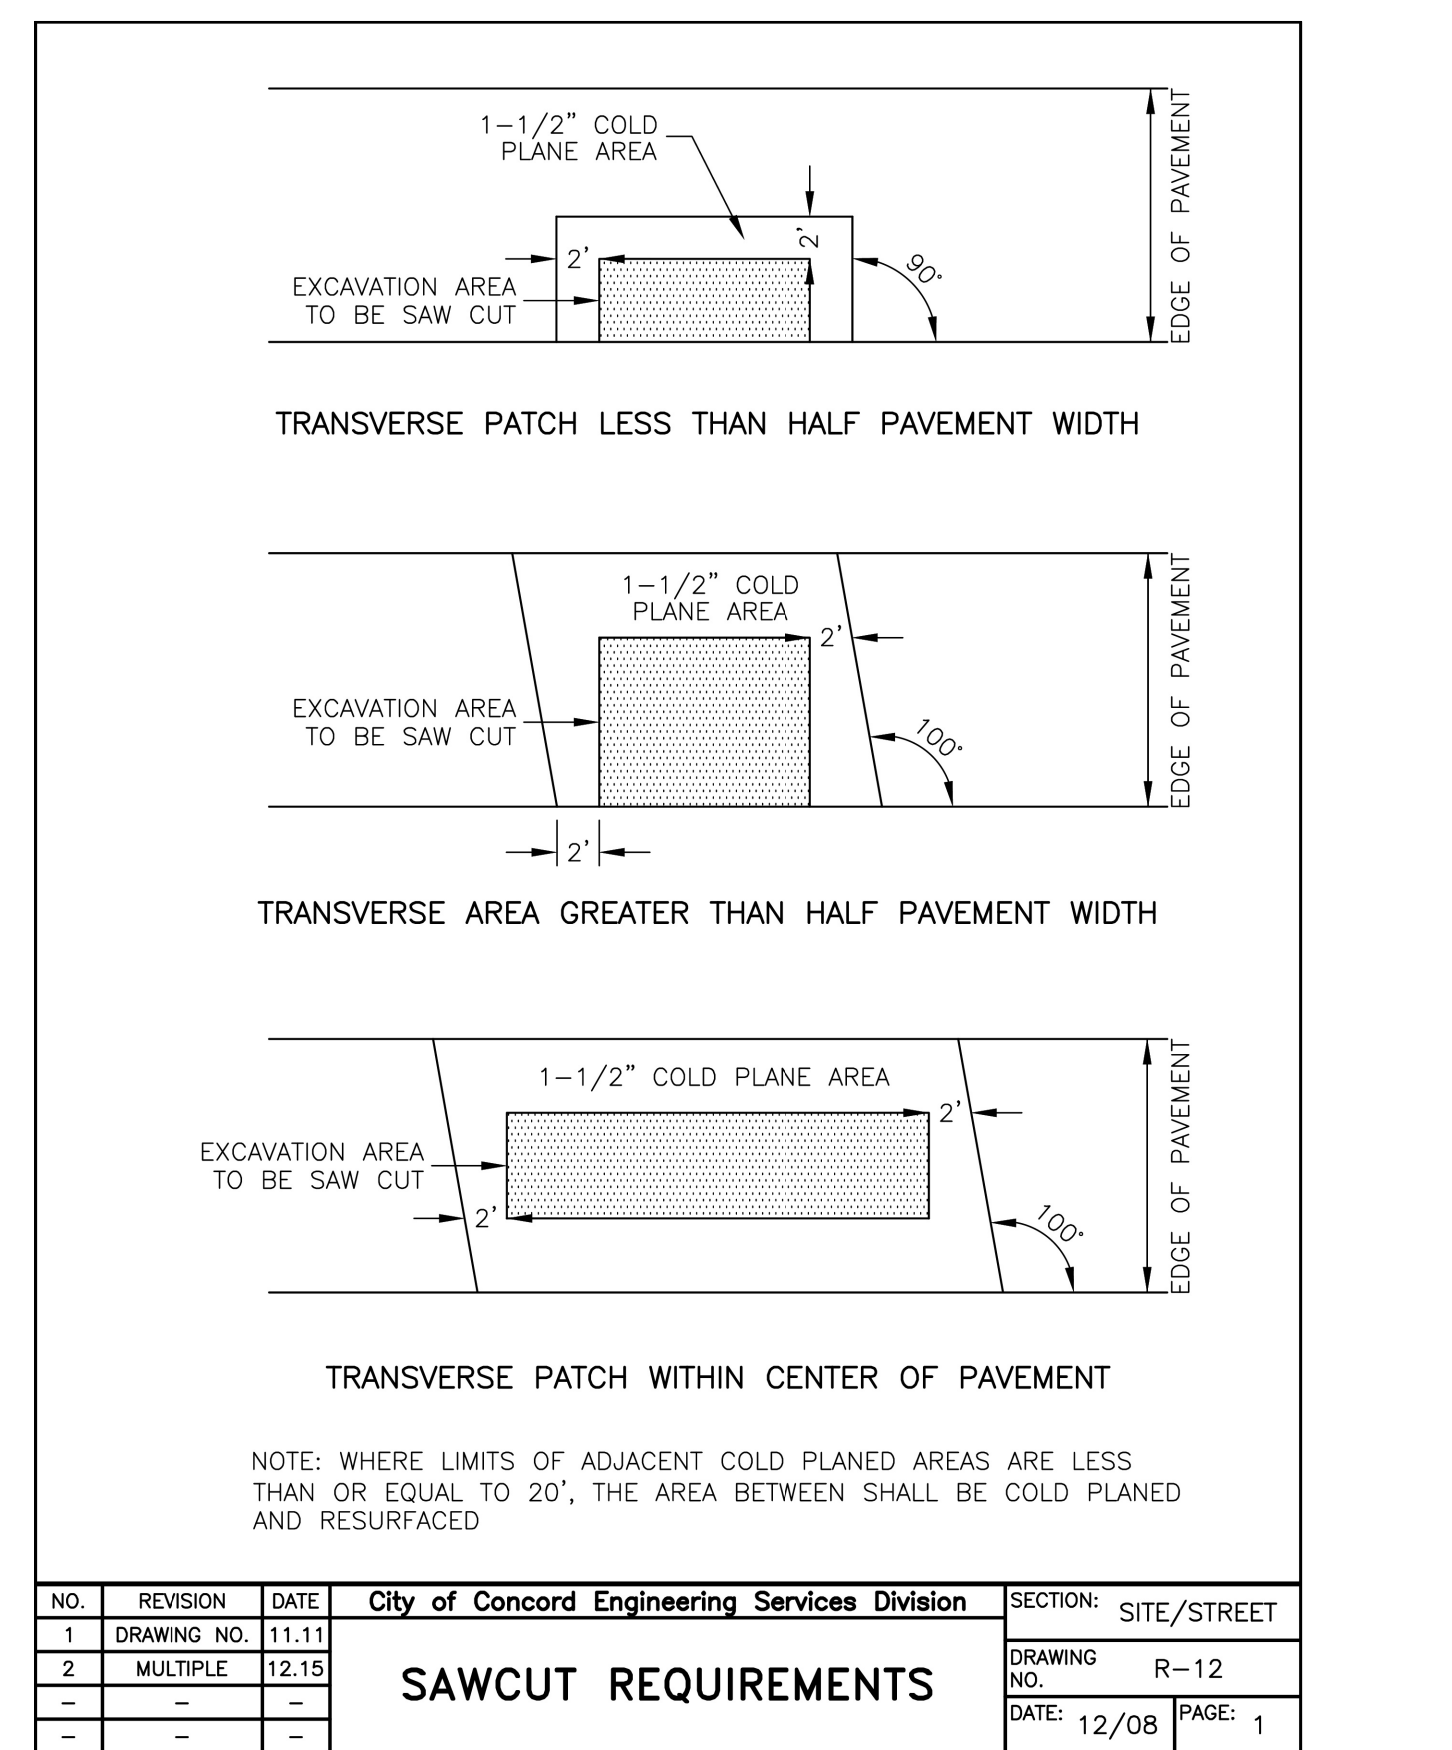 1-1/2" COLD
PLANE AREA
2'
2'
90°
EXCAVATION AREA
TO BE SAW CUT
EDGE OF PAVEMENT
TRANSVERSE PATCH LESS THAN HALF PAVEMENT WIDTH
1-1/2" COLD
PLANE AREA
2'
EXCAVATION AREA
TO BE SAW CUT
100°
EDGE OF PAVEMENT
2'
TRANSVERSE AREA GREATER THAN HALF PAVEMENT WIDTH
1-1/2" COLD PLANE AREA
2'
EXCAVATION AREA
TO BE SAW CUT
2'
100°
EDGE OF PAVEMENT
TRANSVERSE PATCH WITHIN CENTER OF PAVEMENT
NOTE: WHERE LIMITS OF ADJACENT COLD PLANED AREAS ARE LESS
THAN OR EQUAL TO 20', THE AREA BETWEEN SHALL BE COLD PLANED
AND RESURFACED
NO. REVISION DATE
1 DRAWING NO. 11.11
2 MULTIPLE 12.15
- - -
- - -
City of Concord Engineering Services Division
SAWCUT REQUIREMENTS
SECTION: SITE/STREET
DRAWING
NO. R-12
DATE: 12/08 PAGE: 1